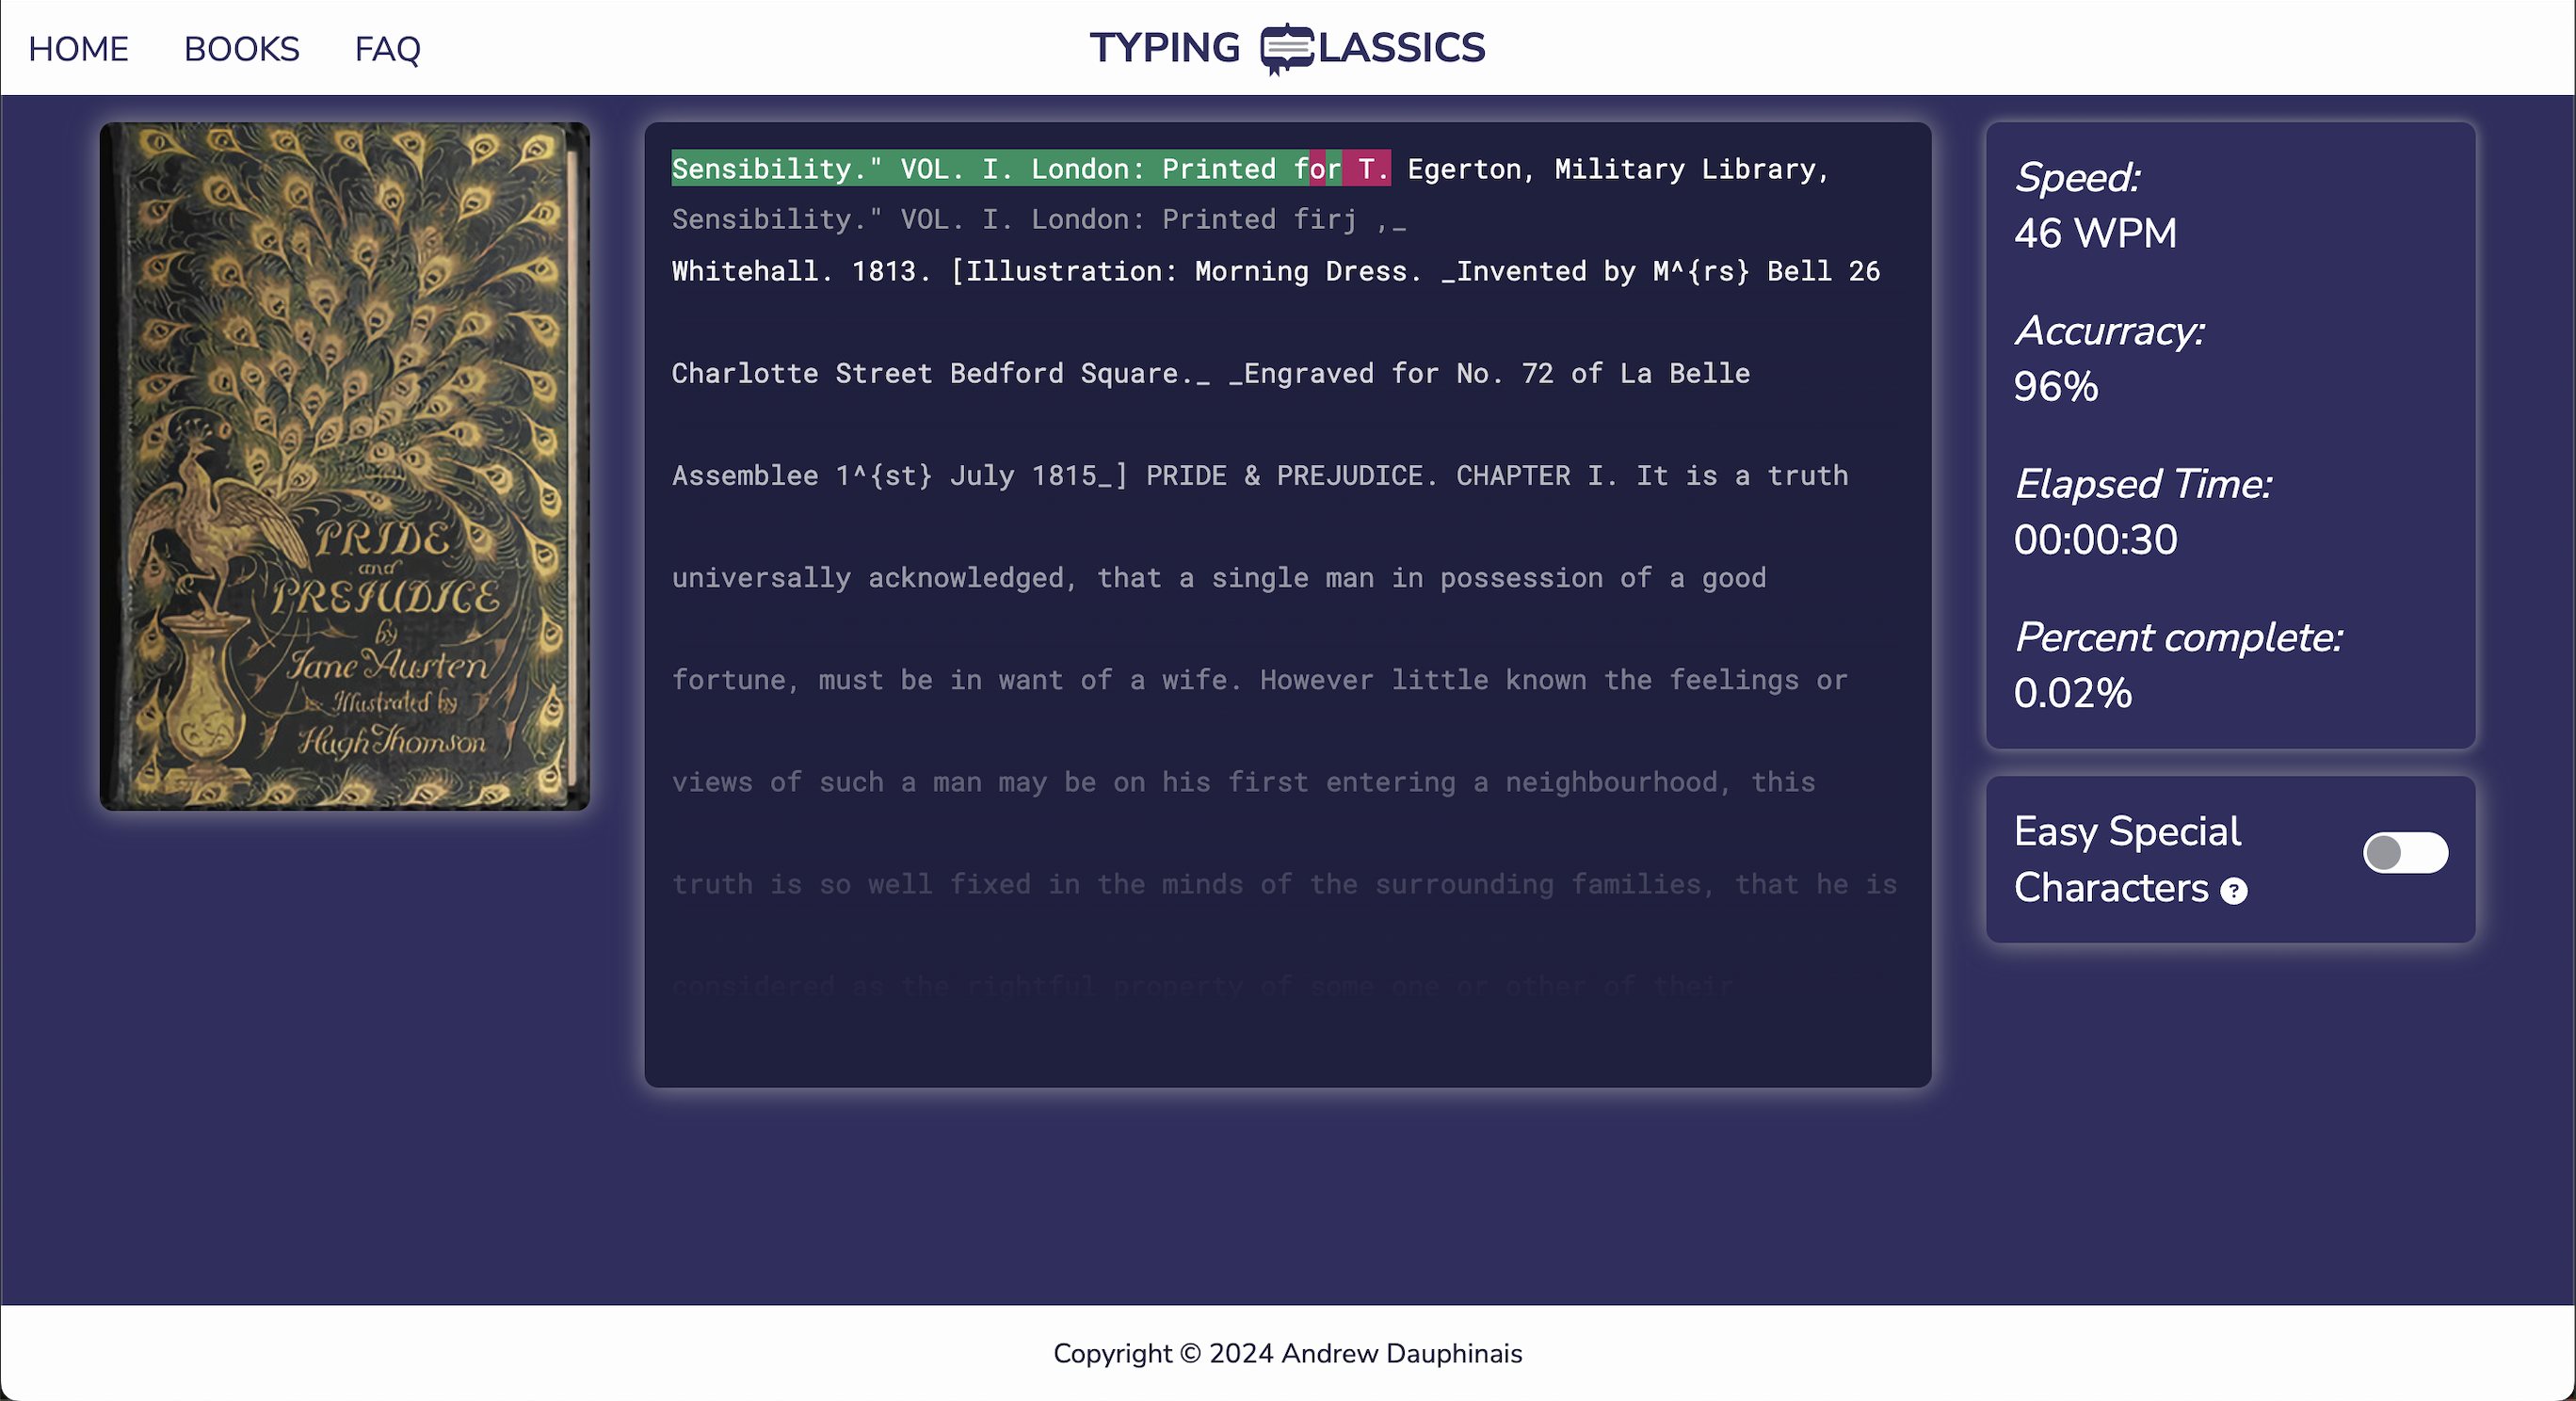 HOME BOOKS FAQ
TYPING CLASSICS
PRIDE
and
PREJUDICE
by
Jane Austen
Illustrated by
Hugh Thomson
Sensibility." VOL. I. London: Printed for T. Egerton, Military Library,
Sensibility." VOL. I. London: Printed firj ,_
Whitehall. 1813. [Illustration: Morning Dress. _Invented by M^{rs} Bell 26
Charlotte Street Bedford Square._ _Engraved for No. 72 of La Belle
Assemblee 1^{st} July 1815_] PRIDE & PREJUDICE. CHAPTER I. It is a truth
universally acknowledged, that a single man in possession of a good
fortune, must be in want of a wife. However little known the feelings or
views of such a man may be on his first entering a neighbourhood, this
truth is so well fixed in the minds of the surrounding families, that he is
considered as the rightful property of some one or other of their
Speed:
46 WPM
Accurracy:
96%
Elapsed Time:
00:00:30
Percent complete:
0.02%
Easy Special
Characters ?
Copyright © 2024 Andrew Dauphinais